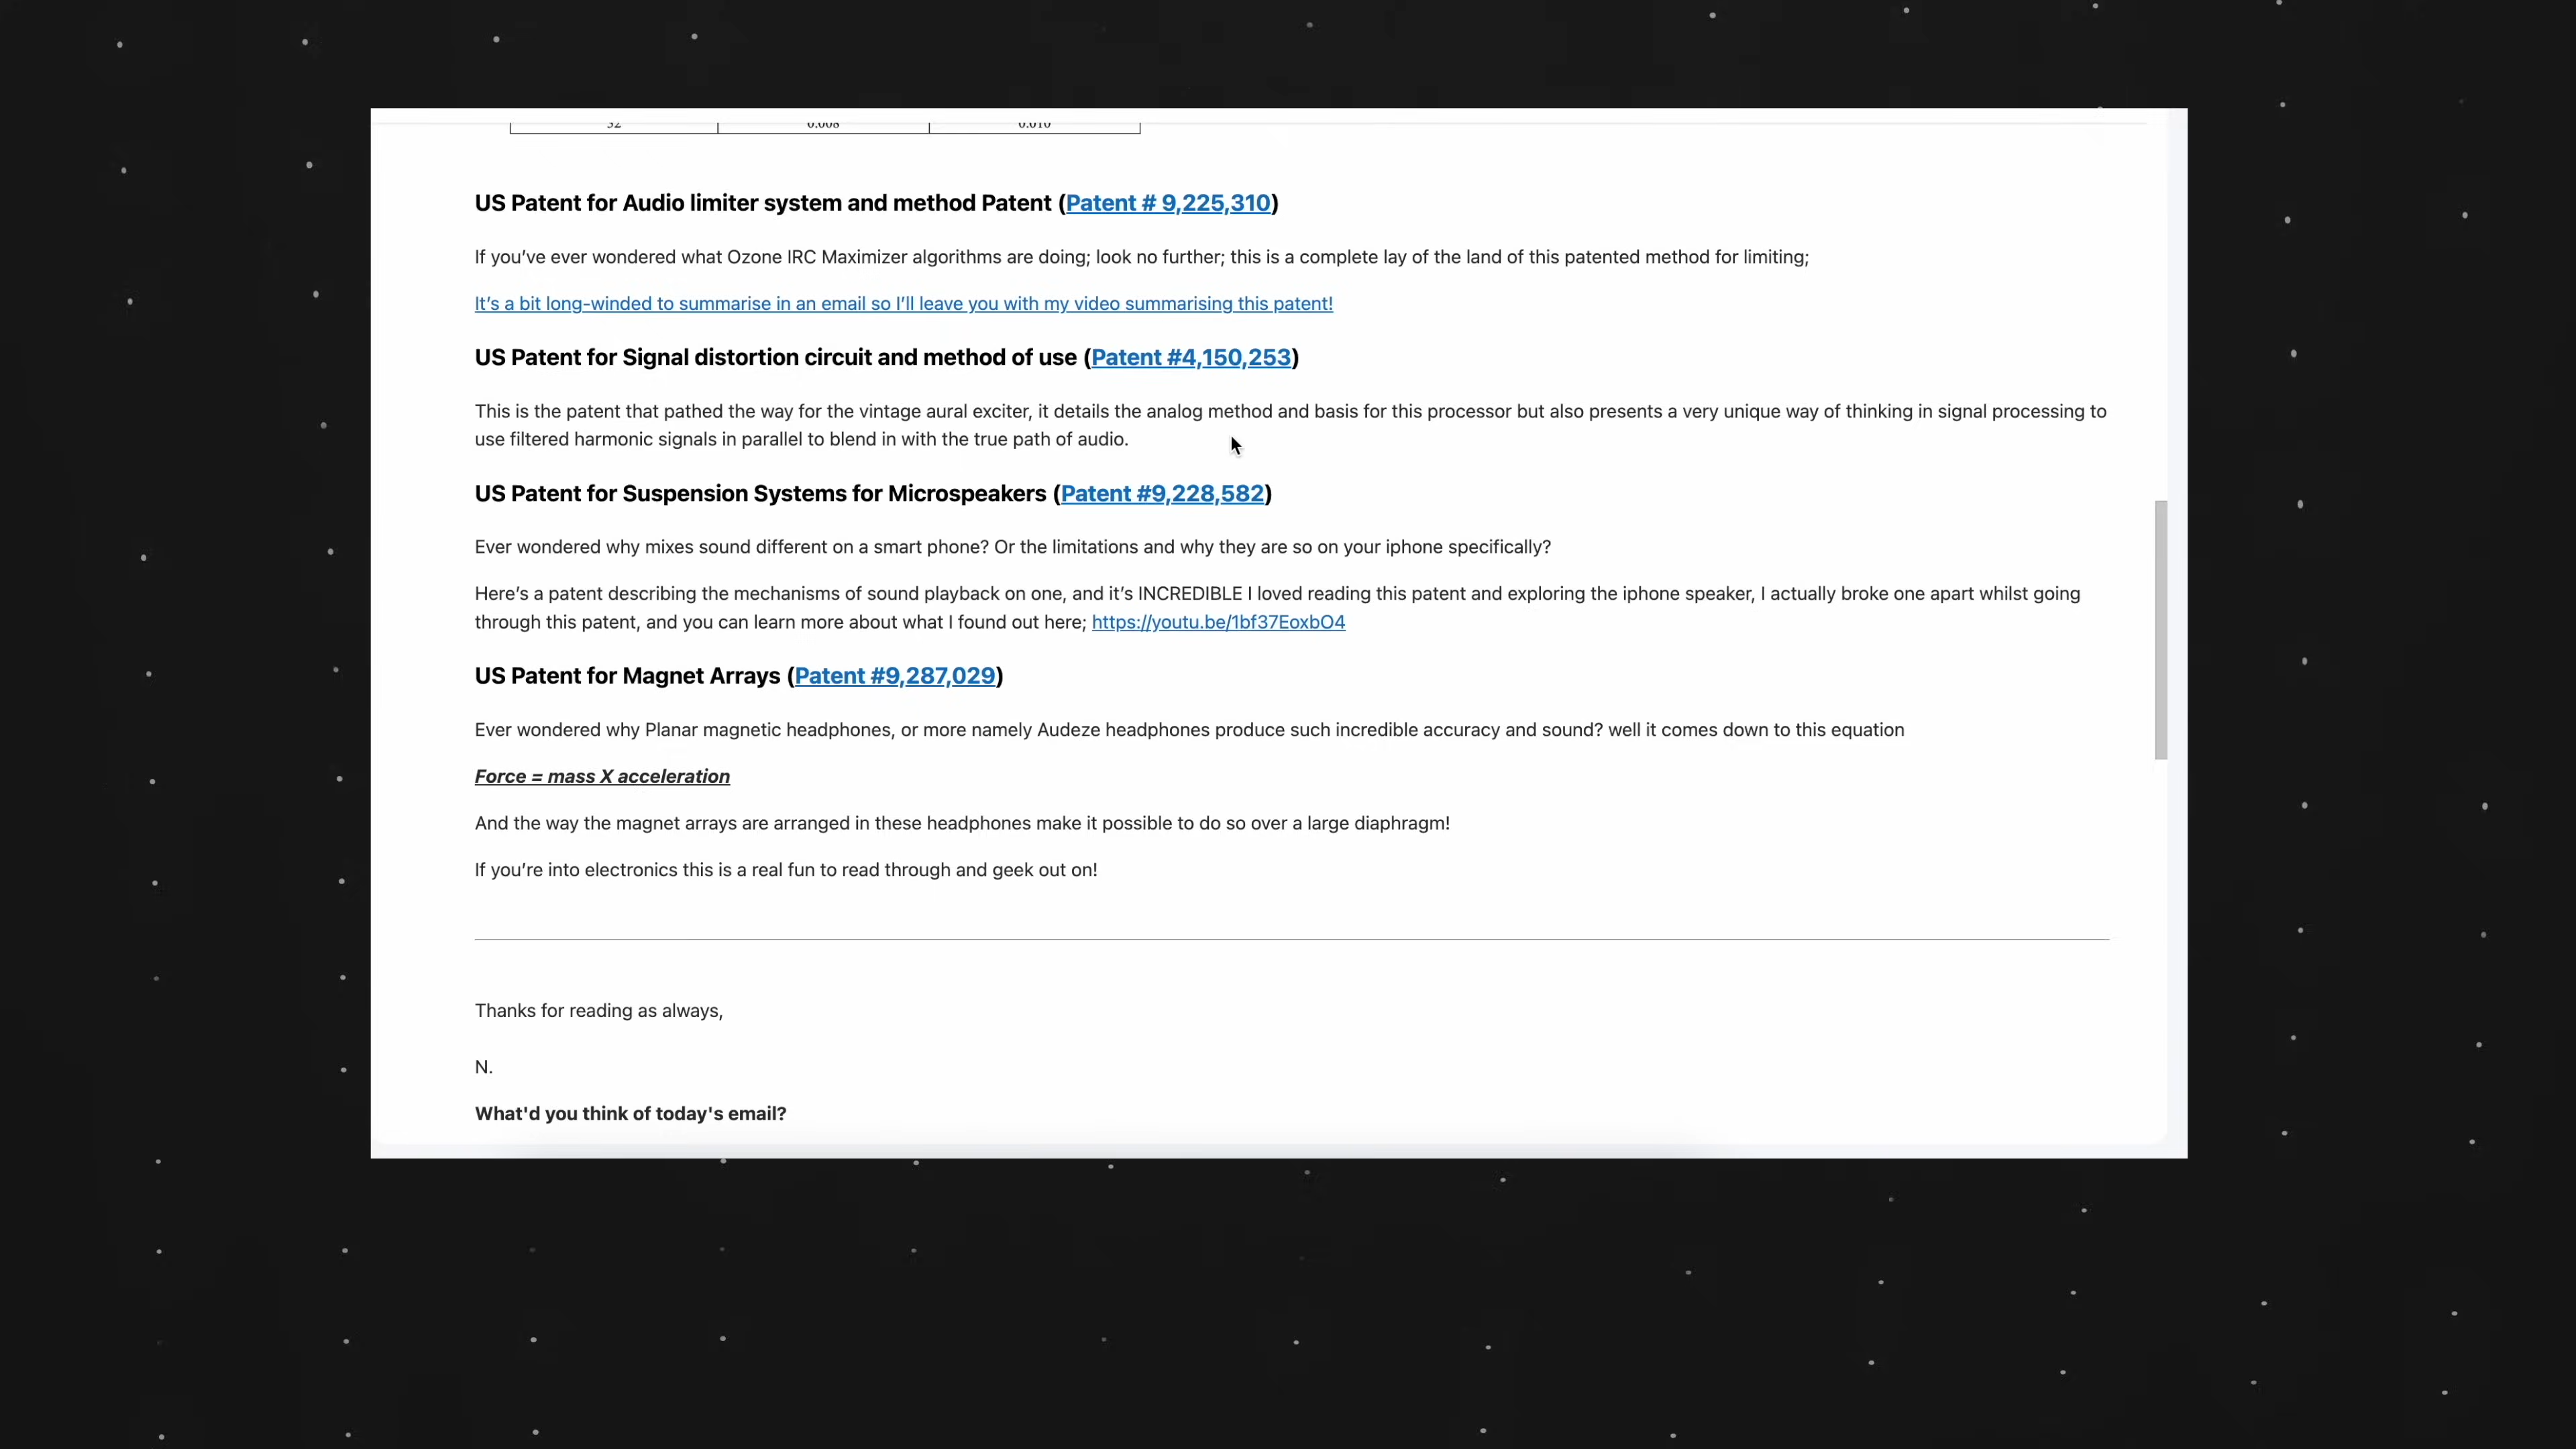 32 0.008 0.010
US Patent for Audio limiter system and method Patent (Patent # 9,225,310)
If you've ever wondered what Ozone IRC Maximizer algorithms are doing; look no further; this is a complete lay of the land of this patented method for limiting;
It's a bit long-winded to summarise in an email so I'll leave you with my video summarising this patent!
US Patent for Signal distortion circuit and method of use (Patent #4,150,253)
This is the patent that pathed the way for the vintage aural exciter, it details the analog method and basis for this processor but also presents a very unique way of thinking in signal processing to
use filtered harmonic signals in parallel to blend in with the true path of audio.
US Patent for Suspension Systems for Microspeakers (Patent #9,228,582)
Ever wondered why mixes sound different on a smart phone? Or the limitations and why they are so on your iphone specifically?
Here's a patent describing the mechanisms of sound playback on one, and it's INCREDIBLE I loved reading this patent and exploring the iphone speaker, I actually broke one apart whilst going
through this patent, and you can learn more about what I found out here; https://youtu.be/1bf37EoxbO4
US Patent for Magnet Arrays (Patent #9,287,029)
Ever wondered why Planar magnetic headphones, or more namely Audeze headphones produce such incredible accuracy and sound? well it comes down to this equation
Force = mass X acceleration
And the way the magnet arrays are arranged in these headphones make it possible to do so over a large diaphragm!
If you're into electronics this is a real fun to read through and geek out on!
Thanks for reading as always,
N.
What'd you think of today's email?